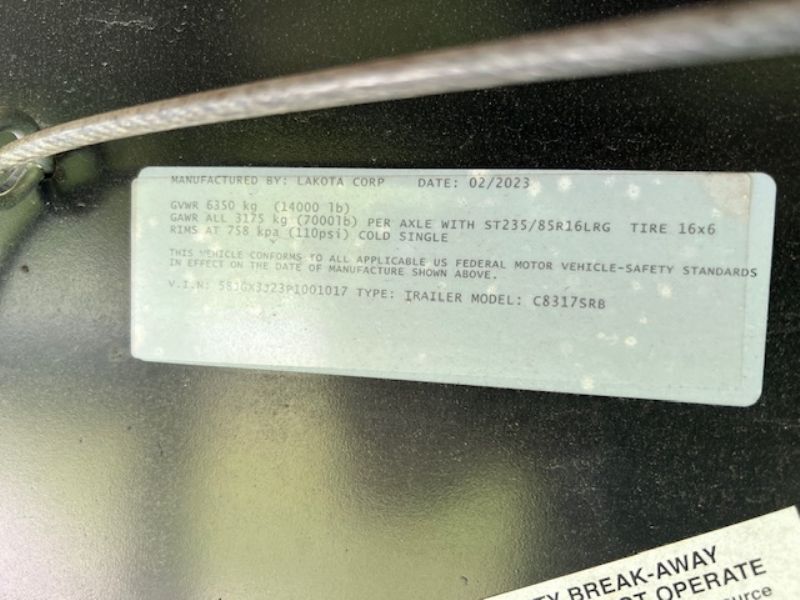 MANUFACTURED BY: LAKOTA CORP DATE: 02/2023
GVWR 6350 kg (14000 lb)
GAWR ALL 3175 kg (7000lb) PER AXLE WITH ST235/85R16LRG TIRE 16x6
RIMS AT 758 kpa (110psi) COLD SINGLE
THIS VEHICLE CONFORMS TO ALL APPLICABLE US FEDERAL MOTOR VEHICLE-SAFETY STANDARDS
IN EFFECT ON THE DATE OF MANUFACTURE SHOWN ABOVE.
V.I.N: TYPE: TRAILER MODEL: C8317SRB
BREAK-AWAY
OPERATE